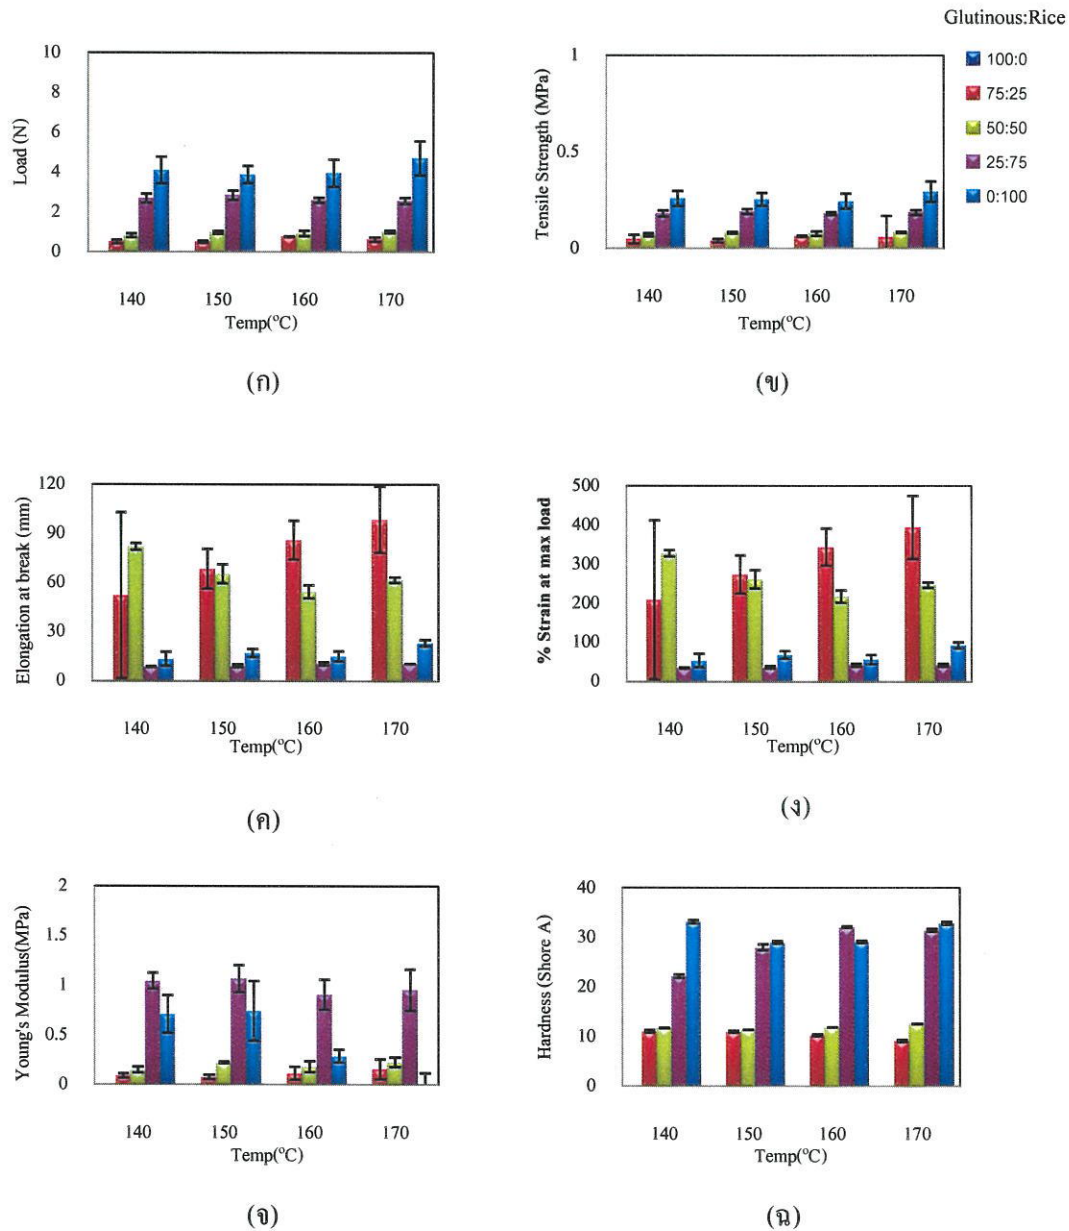 Glutinous:Rice
100:0
75:25
50:50
25:75
0:100
Load (N)
10
8
6
4
2
0
140 150 160 170
Temp(°C)
(ก)
Tensile Strength (MPa)
1
0.5
0
140 150 160 170
Temp(°C)
(ข)
Elongation at break (mm)
120
90
60
30
0
140 150 160 170
Temp(°C)
(ค)
% Strain at max load
500
400
300
200
100
0
140 150 160 170
Temp(°C)
(ง)
Young's Modulus(MPa)
2
1.5
1
0.5
0
140 150 160 170
Temp(°C)
(จ)
Hardness (Shore A)
40
30
20
10
0
140 150 160 170
Temp(°C)
(ฉ)